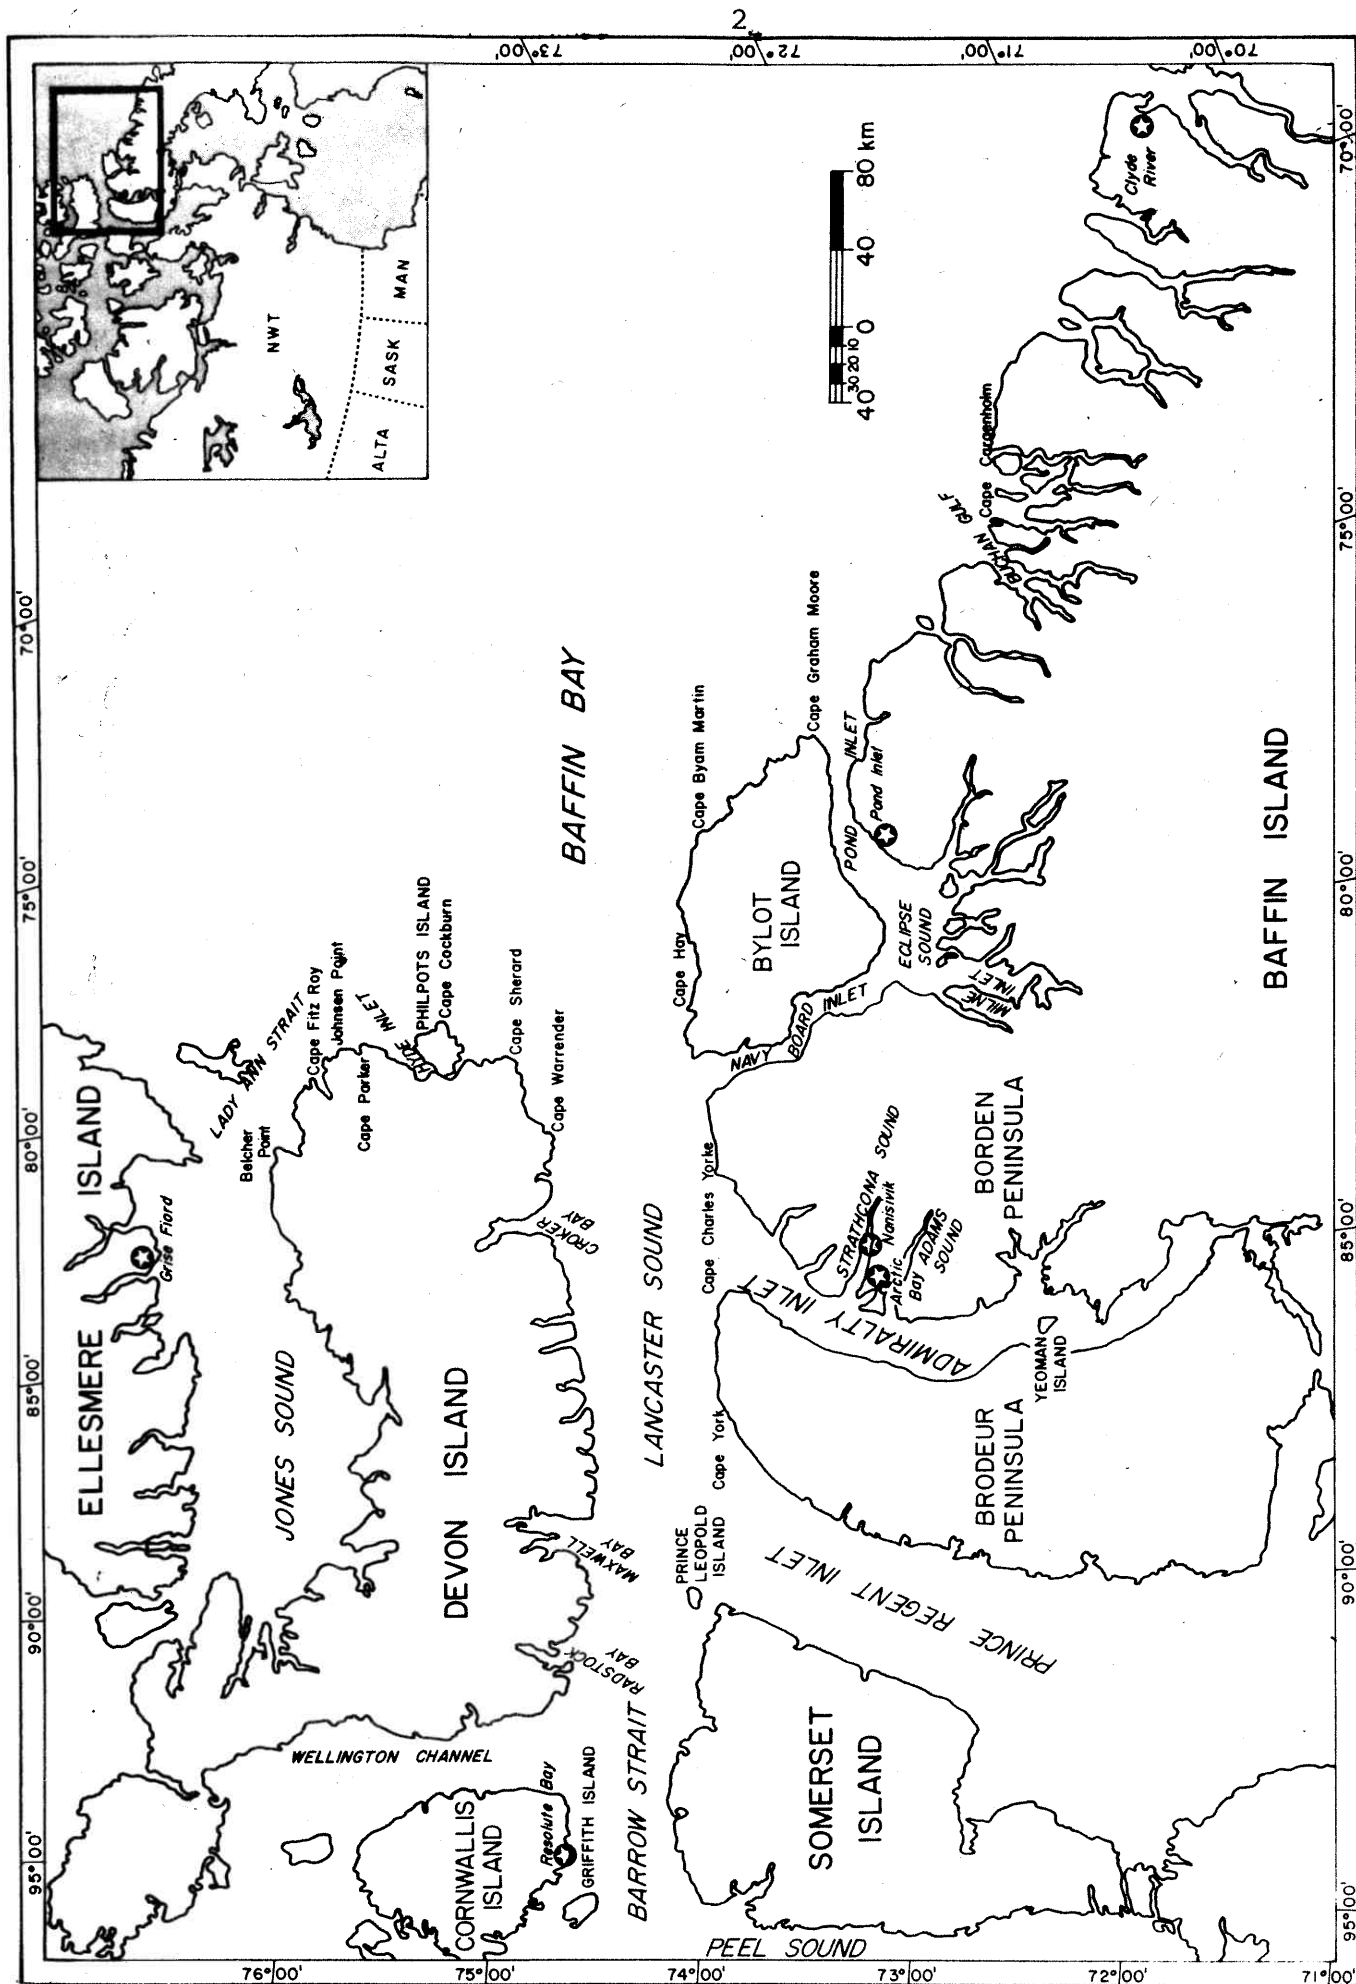 2
73°00'
72°00'
71°00'
70°00'
NWT
ALTA
SASK
MAN
40
30
20
10
0
40
80 km
70°00'
75°00'
80°00'
85°00'
90°00'
95°00'
76°00'
75°00'
74°00'
73°00'
72°00'
71°00'
95°00'
90°00'
85°00'
80°00'
75°00'
70°00'
ELLESMERE ISLAND
Grise Fiord
JONES SOUND
LADY ANN STRAIT
Belcher
Point
Cape Fitz Roy
Johnsen Point
Cape Parker
HYDE INLET
PHILPOTS ISLAND
Cape Cockburn
Cape Sherard
Cape Warrender
DEVON ISLAND
CROKER
BAY
MAXWELL
BAY
RADSTOCK
BAY
WELLINGTON CHANNEL
CORNWALLIS
ISLAND
Resolute Bay
GRIFFITH ISLAND
BARROW STRAIT
LANCASTER SOUND
BAFFIN BAY
PEEL SOUND
SOMERSET
ISLAND
PRINCE
LEOPOLD
ISLAND
PRINCE REGENT INLET
Cape York
BRODEUR
PENINSULA
YEOMAN
ISLAND
ADMIRALTY INLET
Cape Charles Yorke
STRATHCONA SOUND
Nanisivik
Arctic
Bay
ADAMS
SOUND
BORDEN
PENINSULA
NAVY
BOARD
INLET
Cape Hay
BYLOT
ISLAND
Cape Byam Martin
Cape Graham Moore
POND INLET
Pond Inlet
ECLIPSE
SOUND
MILNE
INLET
BUCHAN GULF
Cape Cargenholm
Clyde
River
BAFFIN ISLAND